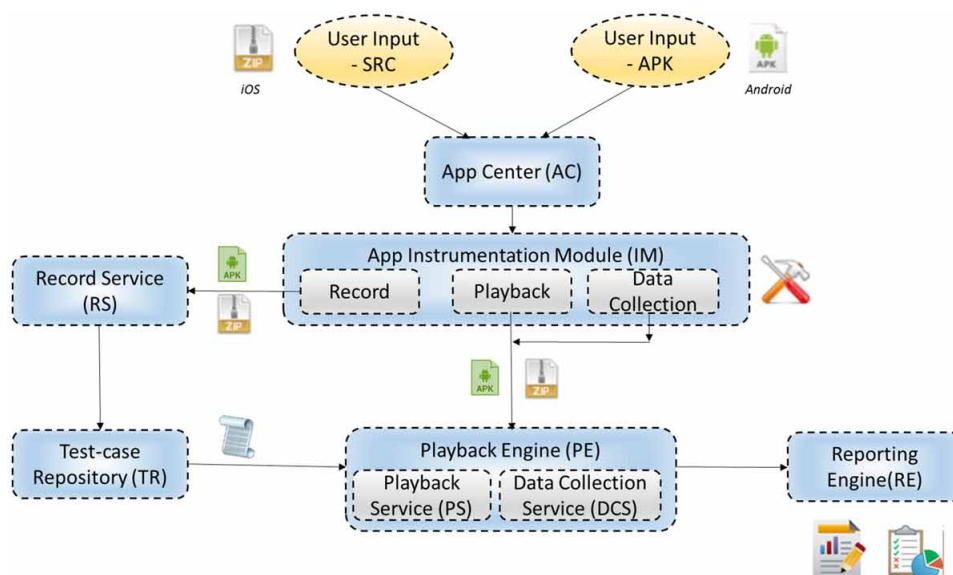 User Input
- SRC
User Input
- APK
ZIP
iOS
APK
Android
App Center (AC)
App Instrumentation Module (IM)
Record
Playback
Data
Collection
APK
ZIP
Record Service
(RS)
APK
ZIP
Test-case
Repository (TR)
Playback Engine (PE)
Playback
Service (PS)
Data Collection
Service (DCS)
Reporting
Engine(RE)